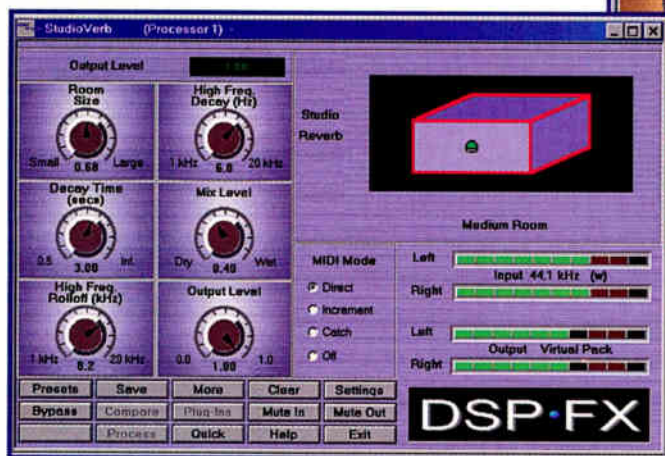 StudioVerb (Processor 1)
Output Level
Room Size
Small 0.68 Large
High Freq. Decay (Hz)
1 kHz 6.0 20 kHz
Decay Time (secs)
0.5 3.00 Inf.
Mix Level
Dry 0.40 Wet
High Freq. Rolloff (kHz)
1 kHz 8.2 20 kHz
Output Level
0.0 1.00 1.0
Studio Reverb
Medium Room
MIDI Mode
Direct
Increment
Catch
Off
Left
Input 44.1 kHz (w)
Right
Left
Output Virtual Pack
Right
Presets Save More Clear Settings
Bypass Compare Plug-Ins Mute In Mute Out
Process Quick Help Exit
DSP·FX